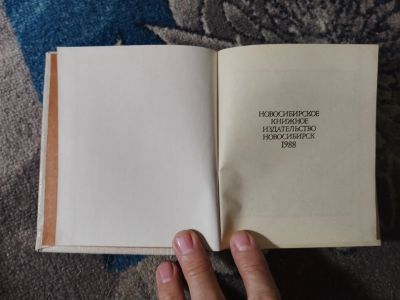 НОВОСИБИРСКОЕ
КНИЖНОЕ
ИЗДАТЕЛЬСТВО
НОВОСИБИРСК
1988